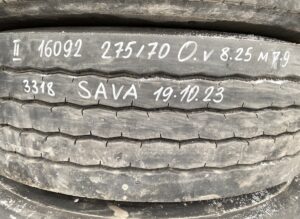 II 16092 275/70 O.v 8.25 M7.9
3318 SAVA 19.10.23